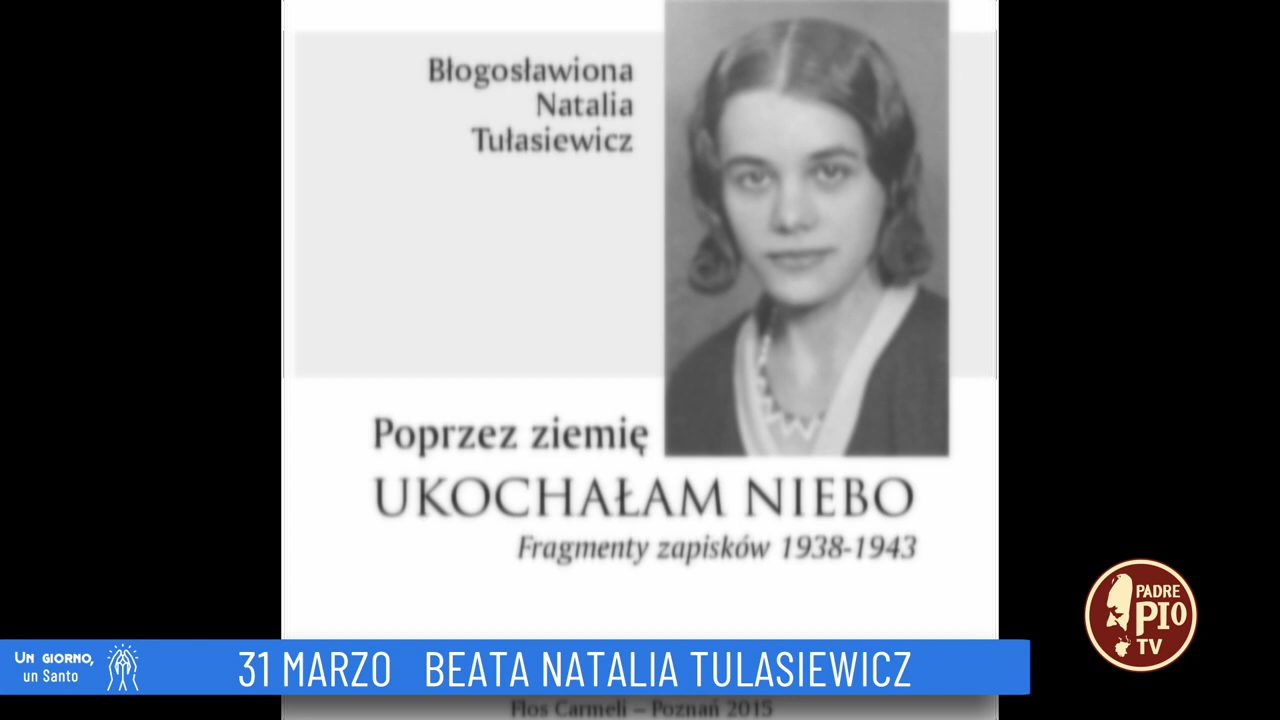 Błogosławiona
Natalia
Tułasiewicz
Poprzez ziemię
UKOCHAŁAM NIEBO
Fragmenty zapisków 1938-1943
PADRE
PIO
TV
UN GIORNO,
un Santo
31 MARZO BEATA NATALIA TULASIEWICZ
Flos Carmeli – Poznań 2015